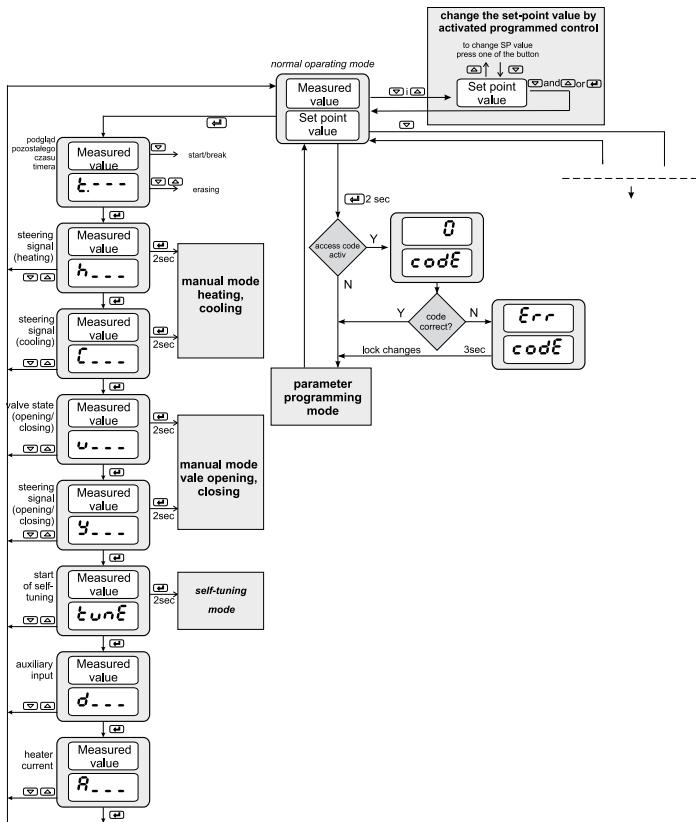 change the set-point value by
activated programmed control
to change SP value
press one of the button
Set point
value
and
or
normal operating mode
Measured
value
Set point
value
i
podgląd
pozostałego
czasu
timera
Measured
value
t.---
start/break
erasing
2 sec
access code
activ
Y
N
0
codE
code
correct?
Y
N
Err
codE
lock changes
3sec
parameter
programming
mode
steering
signal
(heating)
Measured
value
h---
2sec
manual mode
heating,
cooling
steering
signal
(cooling)
Measured
value
C---
2sec
valve state
(opening/
closing)
Measured
value
u---
2sec
manual mode
vale opening,
closing
steering
signal
(opening/
closing)
Measured
value
y---
2sec
start
of self-
tuning
Measured
value
tunE
2sec
self-tuning
mode
auxiliary
input
Measured
value
d---
heater
current
Measured
value
A---